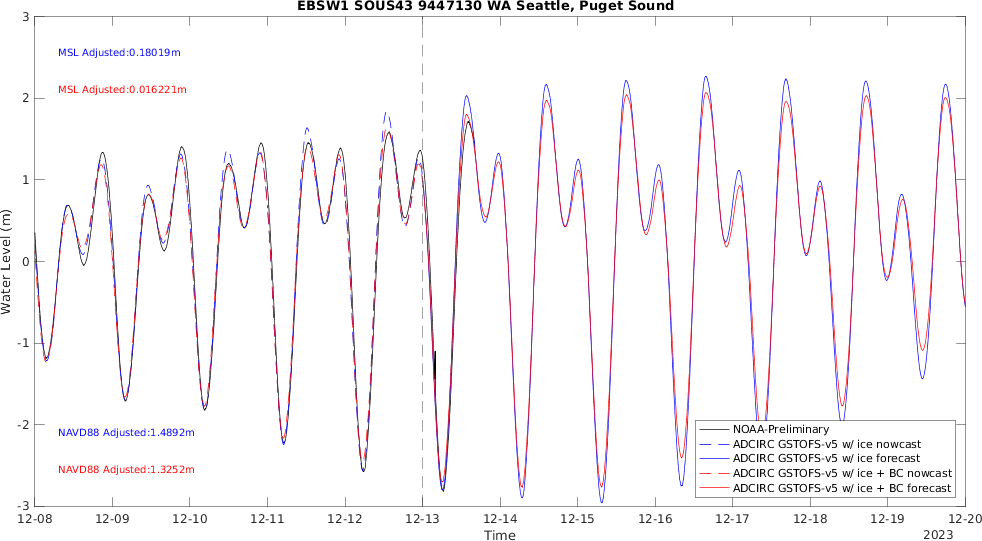 EBSW1 SOUS43 9447130 WA Seattle, Puget Sound
3
2
1
0
-1
-2
-3
Water Level (m)
MSL Adjusted:0.18019m
MSL Adjusted:0.016221m
NAVD88 Adjusted:1.4892m
NAVD88 Adjusted:1.3252m
NOAA-Preliminary
ADCIRC GSTOFS-v5 w/ ice nowcast
ADCIRC GSTOFS-v5 w/ ice forecast
ADCIRC GSTOFS-v5 w/ ice + BC nowcast
ADCIRC GSTOFS-v5 w/ ice + BC forecast
12-08 12-09 12-10 12-11 12-12 12-13 12-14 12-15 12-16 12-17 12-18 12-19 12-20
Time
2023